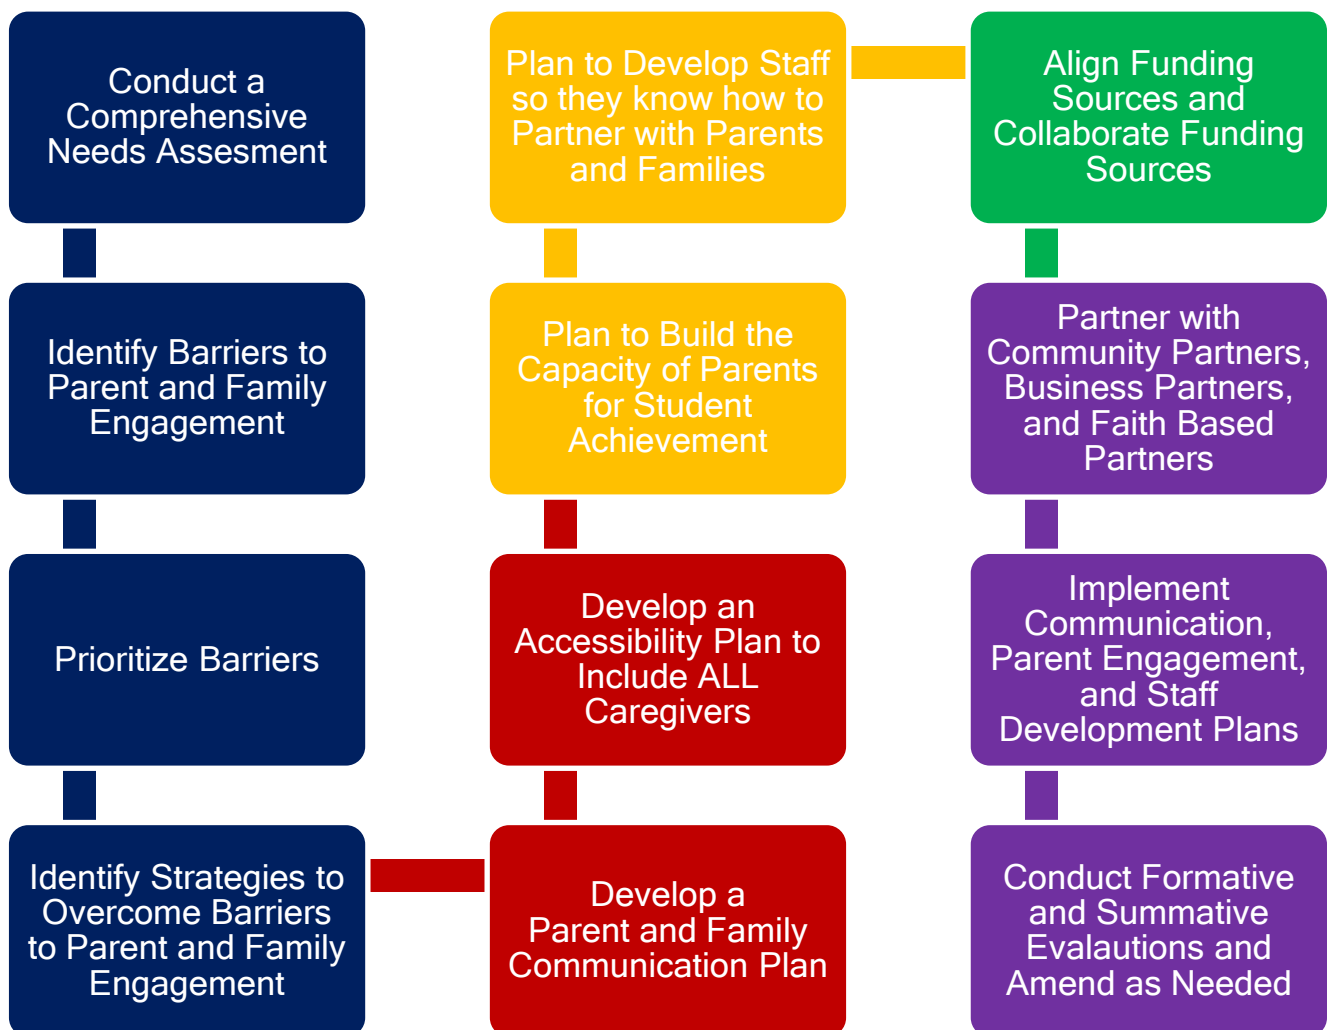 Conduct a
Comprehensive
Needs Assesment
Identify Barriers to
Parent and Family
Engagement
Prioritize Barriers
Identify Strategies to
Overcome Barriers
to Parent and Family
Engagement
Develop a
Parent and Family
Communication Plan
Develop an
Accessibility Plan to
Include ALL
Caregivers
Plan to Build the
Capacity of Parents
for Student
Achievement
Plan to Develop Staff
so they know how to
Partner with Parents
and Families
Align Funding
Sources and
Collaborate Funding
Sources
Partner with
Community Partners,
Business Partners,
and Faith Based
Partners
Implement
Communication,
Parent Engagement,
and Staff
Development Plans
Conduct Formative
and Summative
Evalautions and
Amend as Needed